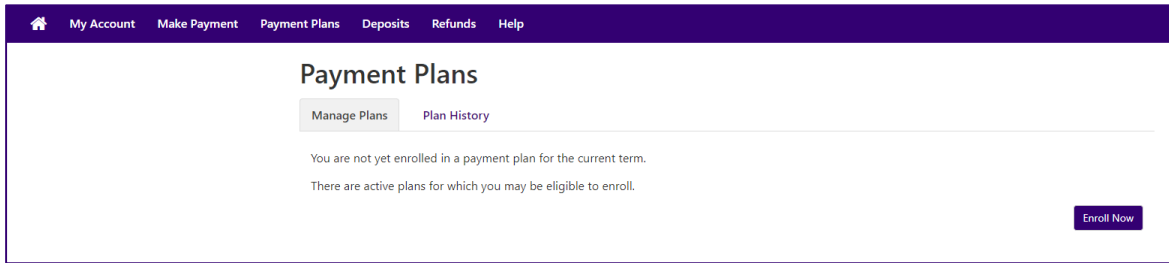 My Account Make Payment Payment Plans Deposits Refunds Help
Payment Plans
Manage Plans Plan History
You are not yet enrolled in a payment plan for the current term.
There are active plans for which you may be eligible to enroll.
Enroll Now